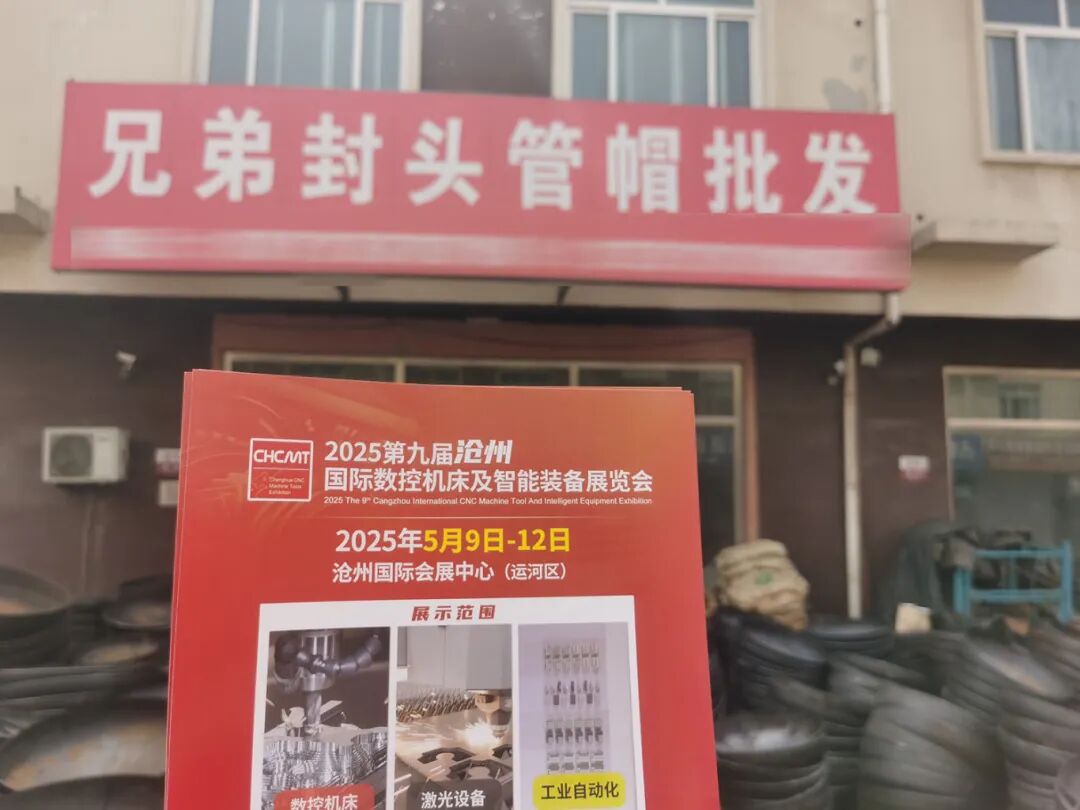 兄弟封头管帽批发
CHCMT
Changhua CNC
Machine Tools
Exhibition
2025第九届沧州
国际数控机床及智能装备展览会
2025 The 9th Cangzhou International CNC Machine Tool And Intelligent Equipment Exhibition
2025年5月9日-12日
沧州国际会展中心（运河区）
展示范围
数控机床
激光设备
工业自动化